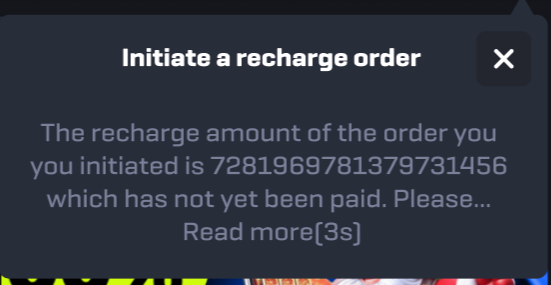 Initiate a recharge order
The recharge amount of the order you
you initiated is 7281969781379731456
which has not yet been paid. Please...
Read more(3s)